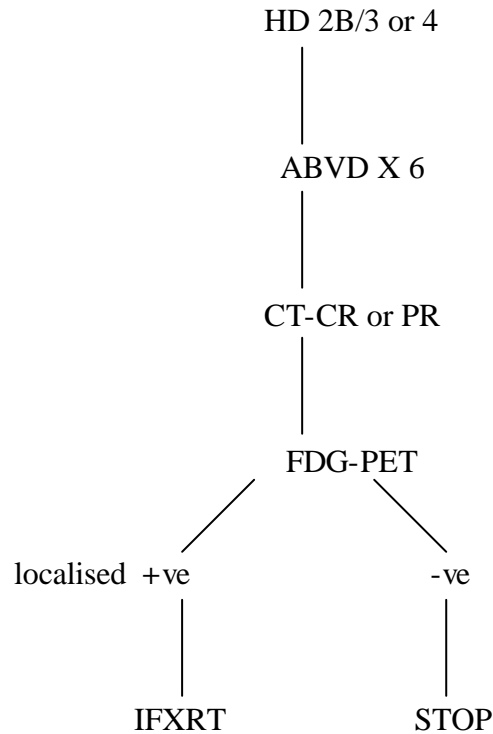 HD 2B/3 or 4
ABVD X 6
CT-CR or PR
FDG-PET
localised +ve
-ve
IFXRT
STOP